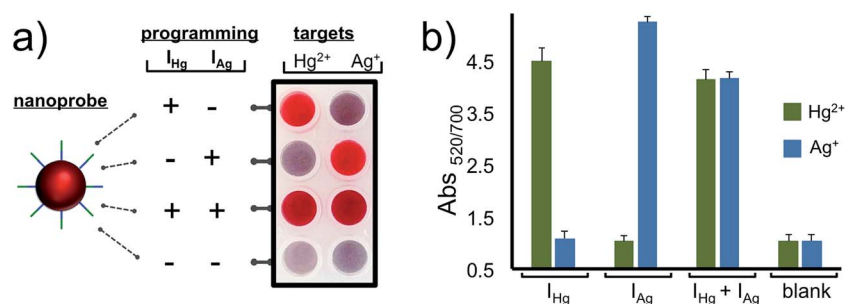 a)
programming
targets
I_Hg I_Ag
Hg²⁺ Ag⁺
nanoprobe
+ -
- +
+ +
- -
b)
Abs 520/700
4.5
3.5
2.5
1.5
0.5
Hg²⁺
Ag⁺
I_Hg I_Ag I_Hg + I_Ag blank